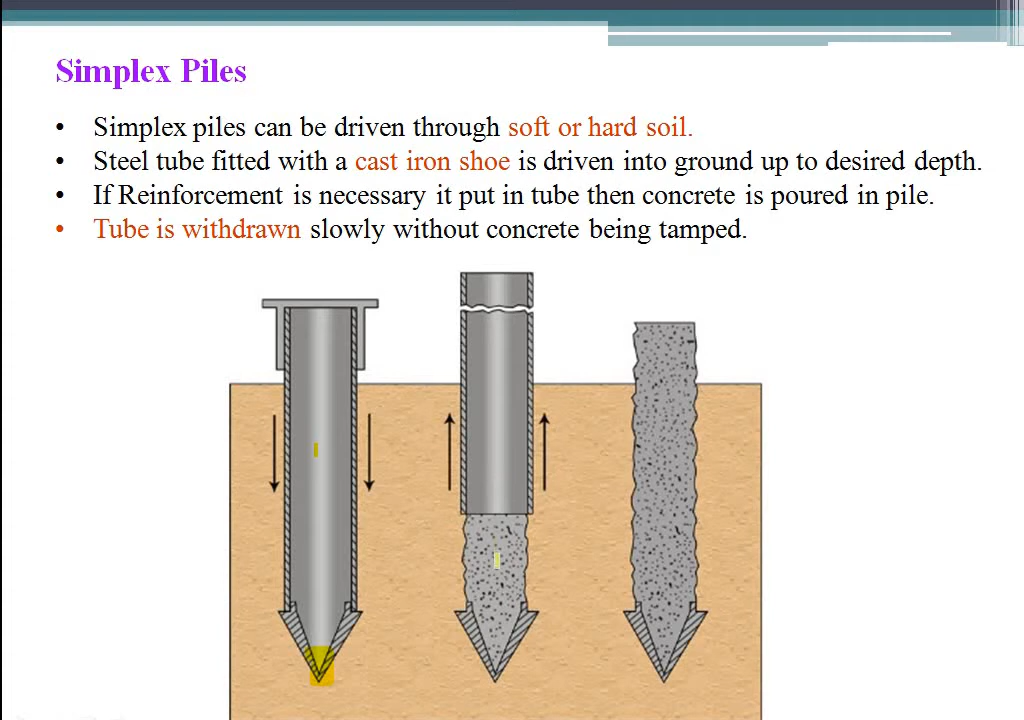 Simplex Piles
• Simplex piles can be driven through soft or hard soil.
• Steel tube fitted with a cast iron shoe is driven into ground up to desired depth.
• If Reinforcement is necessary it put in tube then concrete is poured in pile.
• Tube is withdrawn slowly without concrete being tamped.